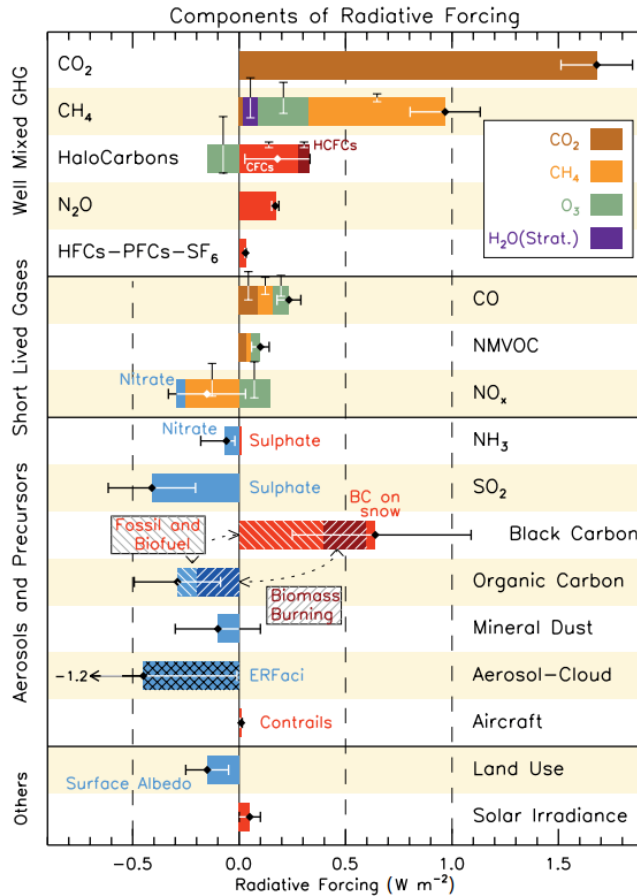 Components of Radiative Forcing
Well Mixed GHG
CO₂
CH₄
HaloCarbons
HCFCs
CFCs
N₂O
HFCs-PFCs-SF₆
CO₂
CH₄
O₃
H₂O(Strat.)
Short Lived Gases
CO
NMVOC
Nitrate
NOₓ
Aerosols and Precursors
Nitrate
Sulphate
NH₃
Sulphate
SO₂
BC on
snow
Fossil and
Biofuel
Black Carbon
Organic Carbon
Biomass
Burning
Mineral Dust
-1.2
ERFaci
Aerosol-Cloud
Contrails
Aircraft
Others
Land Use
Surface Albedo
Solar Irradiance
-0.5 0.0 0.5 1.0 1.5
Radiative Forcing (W m⁻²)